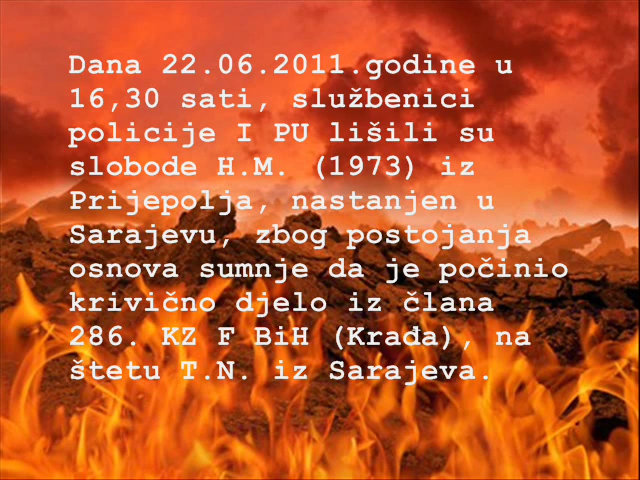 Dana 22.06.2011.godine u
16,30 sati, službenici
policije I PU lišili su
slobode H.M. (1973) iz
Prijepolja, nastanjen u
Sarajevu, zbog postojanja
osnova sumnje da je počinio
krivično djelo iz člana
286. KZ F BiH (Krađa), na
štetu T.N. iz Sarajeva.